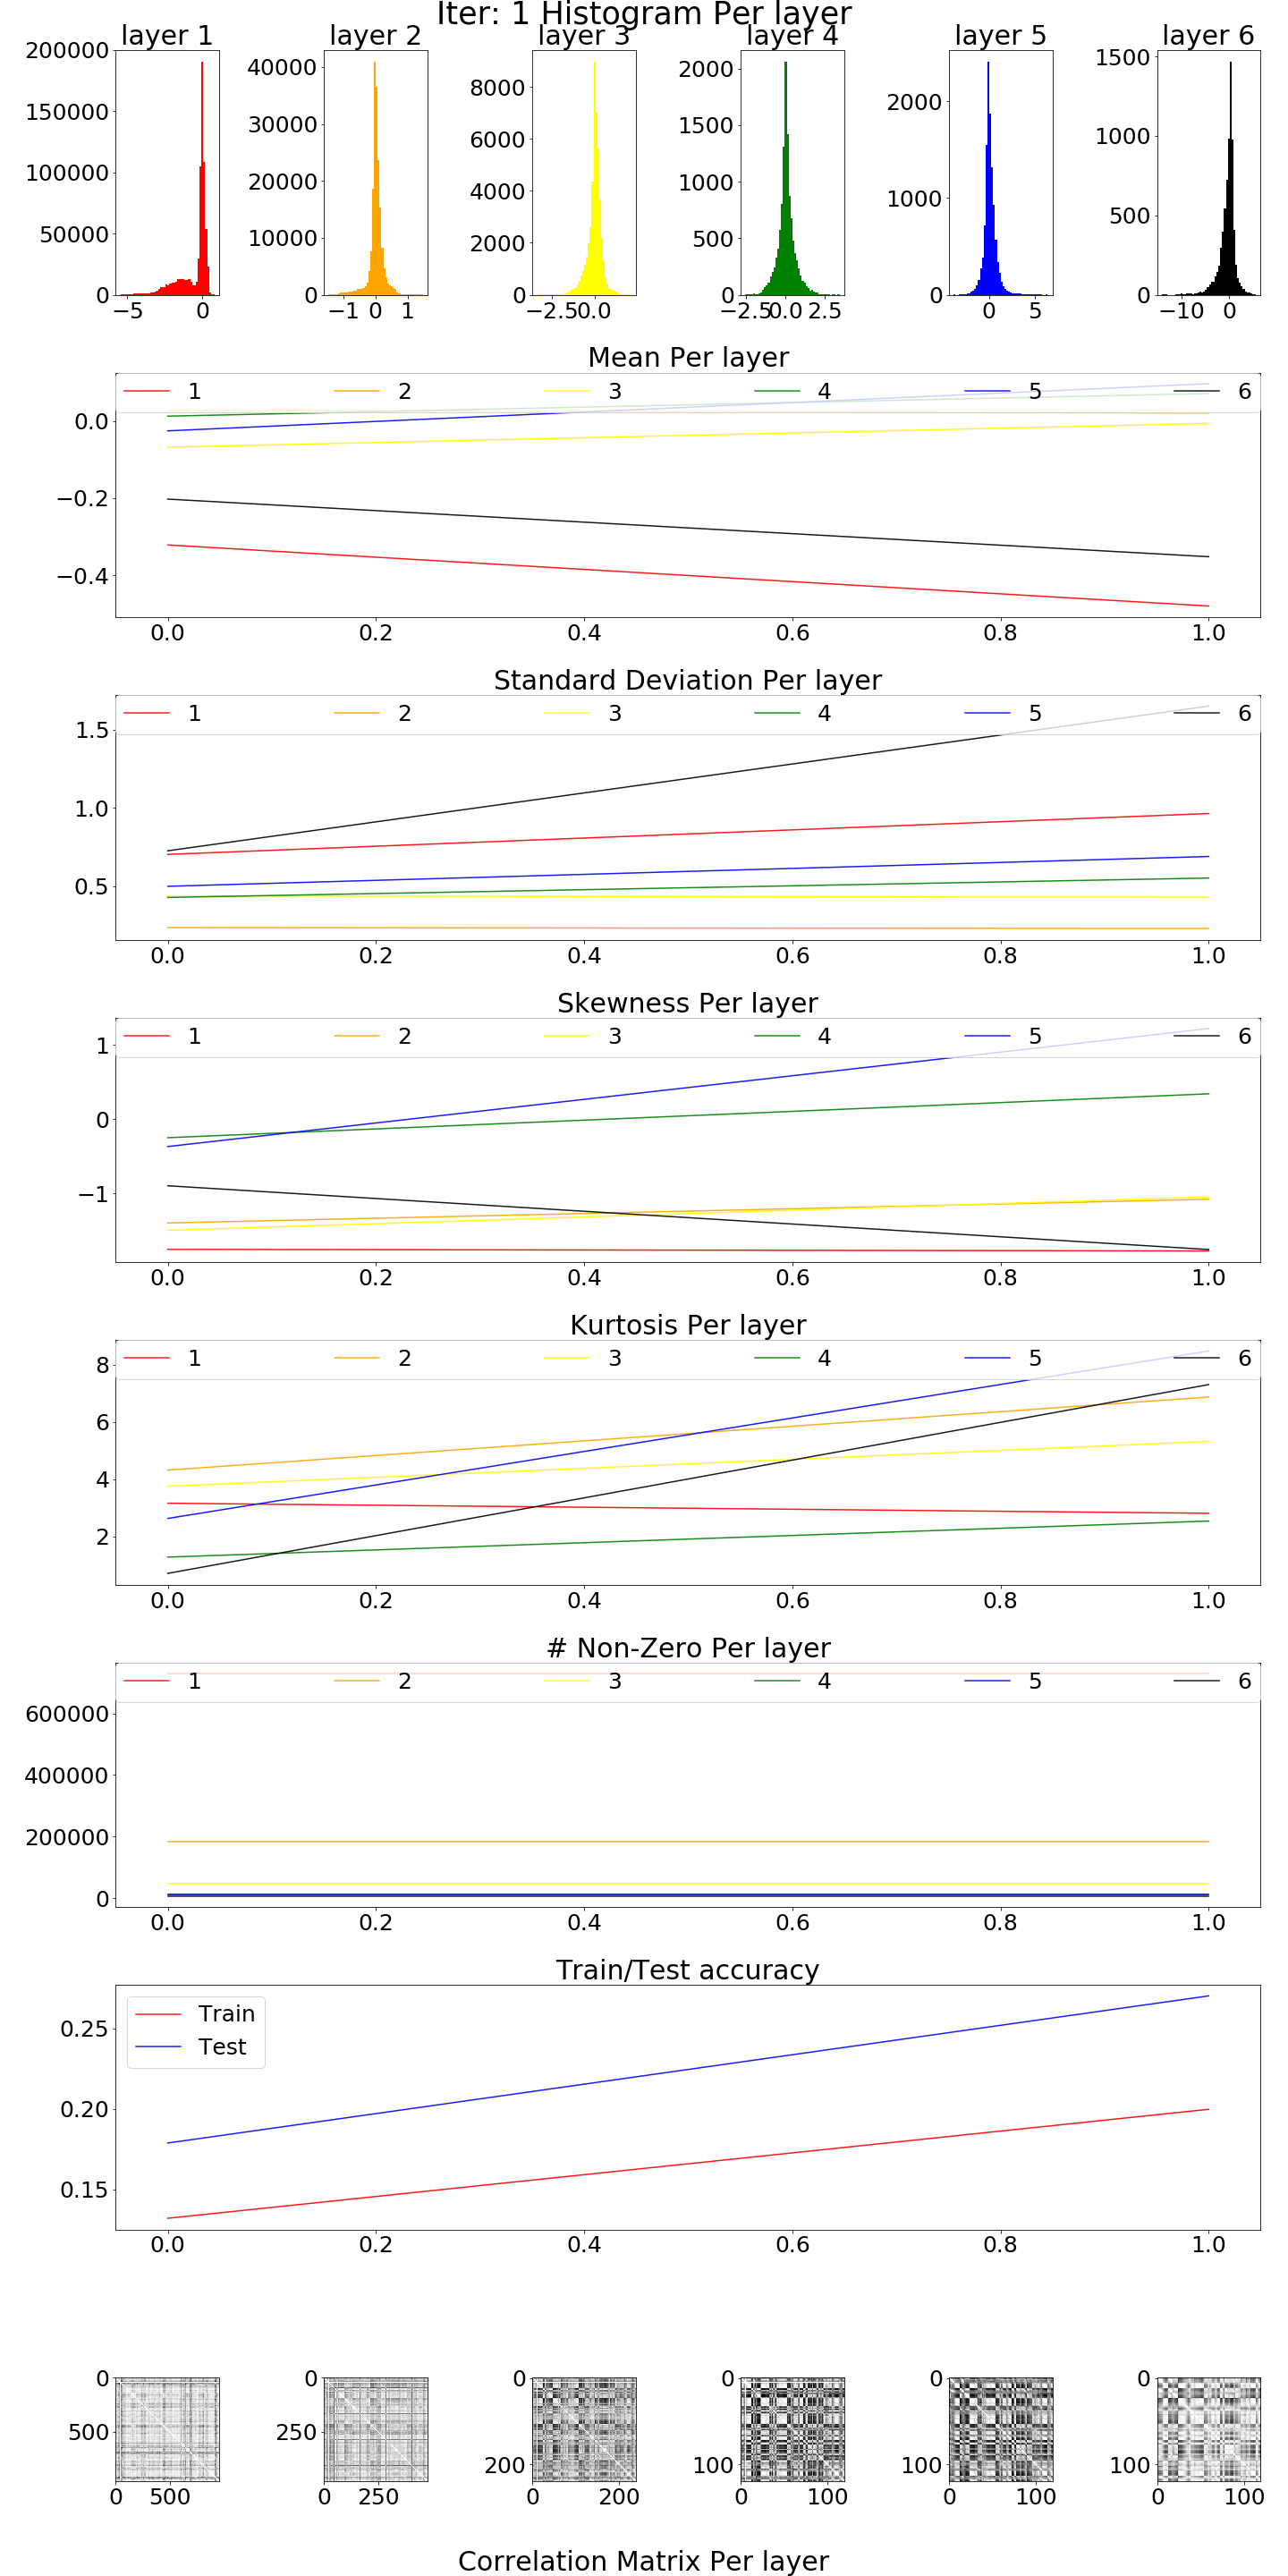 Iter: 1 Histogram Per layer
layer 1 layer 2 layer 3 layer 4 layer 5 layer 6
200000 150000 100000 50000 0
−5 0
40000 30000 20000 10000 0
−1 0 1
8000 6000 4000 2000 0
−2.5 0.0
2000 1500 1000 500 0
−2.5 0.0 2.5
2000 1000 0
0 5
1500 1000 500 0
−10 0
Mean Per layer
1 2 3 4 5 6
0.0
−0.2
−0.4
0.0 0.2 0.4 0.6 0.8 1.0
Standard Deviation Per layer
1 2 3 4 5 6
1.5
1.0
0.5
0.0 0.2 0.4 0.6 0.8 1.0
Skewness Per layer
1 2 3 4 5 6
1
0
−1
0.0 0.2 0.4 0.6 0.8 1.0
Kurtosis Per layer
1 2 3 4 5 6
8
6
4
2
0.0 0.2 0.4 0.6 0.8 1.0
# Non-Zero Per layer
1 2 3 4 5 6
600000
400000
200000
0
0.0 0.2 0.4 0.6 0.8 1.0
Train/Test accuracy
Train
Test
0.25
0.20
0.15
0.0 0.2 0.4 0.6 0.8 1.0
0 0 0 0 0 0
500 250 200 100 100 100
0 500 0 250 0 200 0 100 0 100 0 100
Correlation Matrix Per layer